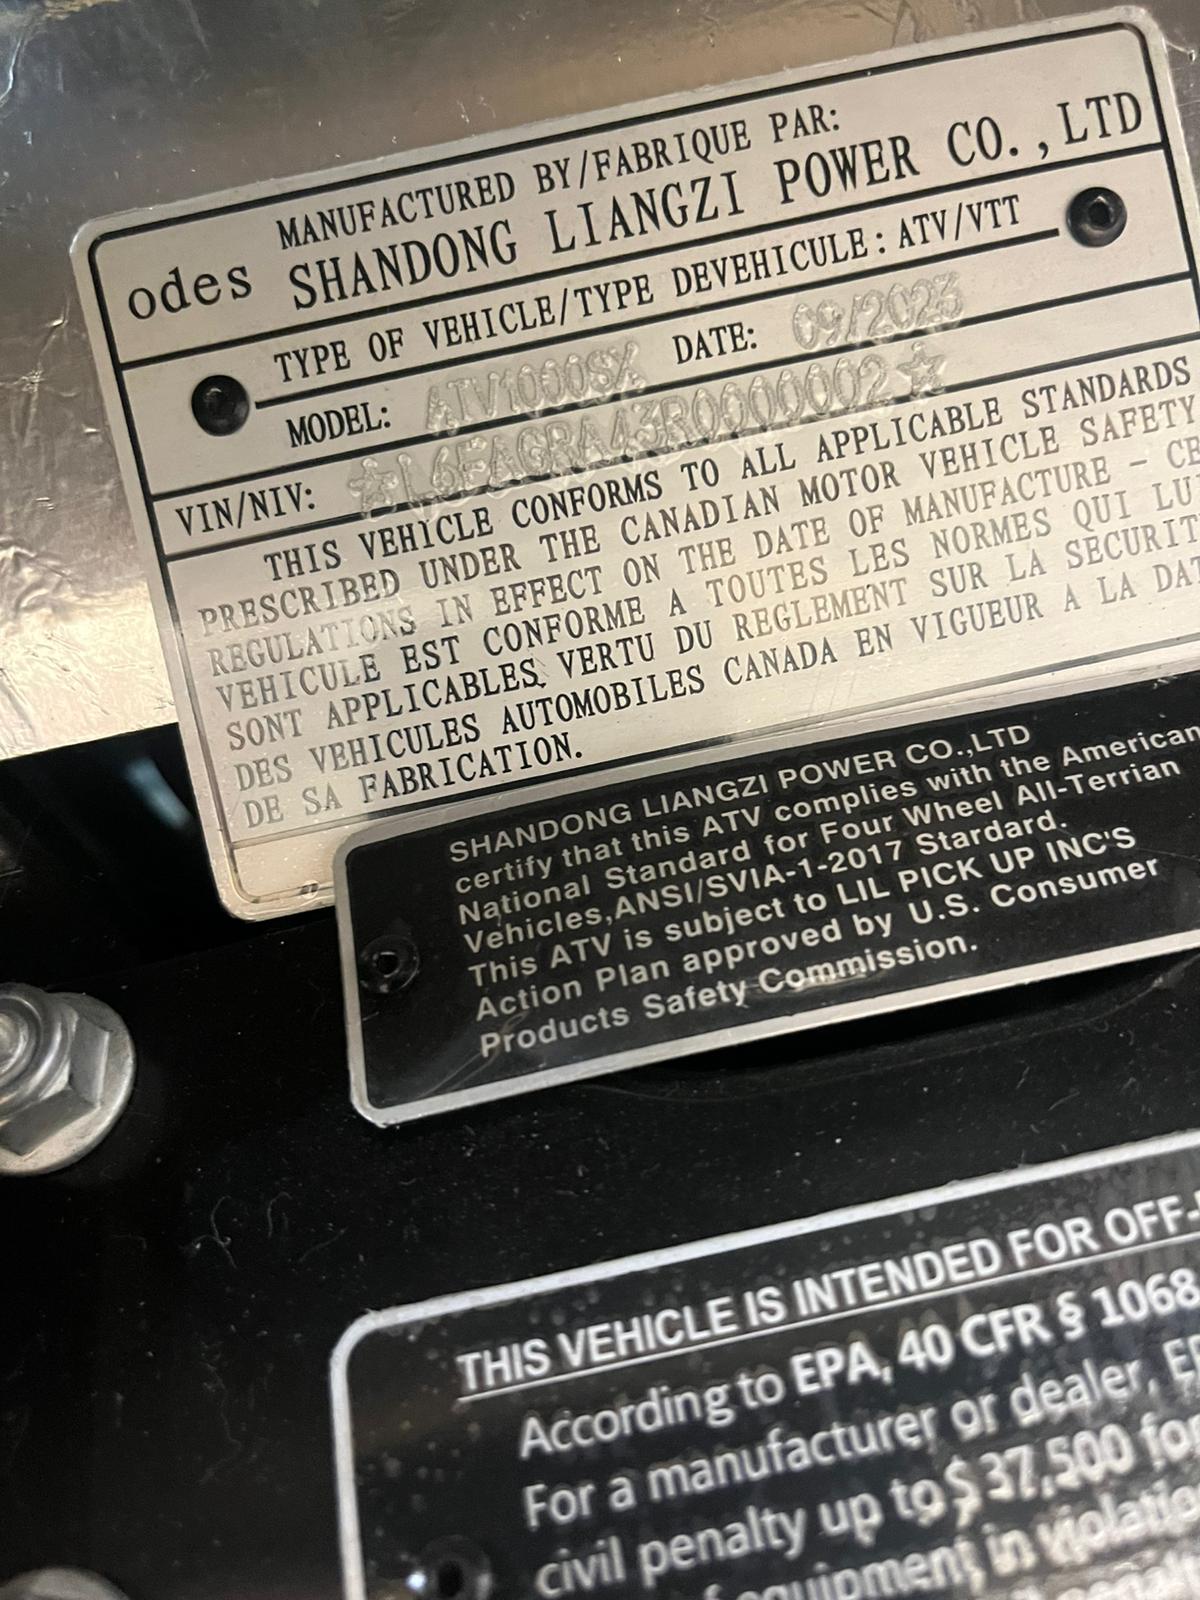 MANUFACTURED BY/FABRIQUE PAR:
odes SHANDONG LIANGZI POWER CO.,LTD
TYPE OF VEHICLE/TYPE DEVEHICULE: ATV/VTT
MODEL: DATE: 09/2023
VIN/NIV:
THIS VEHICLE CONFORMS TO ALL APPLICABLE STANDARDS
PRESCRIBED UNDER THE CANADIAN MOTOR VEHICLE SAFETY
REGULATIONS IN EFFECT ON THE DATE OF MANUFACTURE - CE
VEHICULE EST CONFORME A TOUTES LES NORMES QUI LUI
SONT APPLICABLES VERTU DU REGLEMENT SUR LA SECURIT
DES VEHICULES AUTOMOBILES CANADA EN VIGUEUR A LA DAT
DE SA FABRICATION.
SHANDONG LIANGZI POWER CO.,LTD
certify that this ATV complies with the American
National Standard for Four Wheel All-Terrian
Vehicles,ANSI/SVIA-1-2017 Stardard.
This ATV is subject to LIL PICK UP INC'S
Action Plan approved by U.S. Consumer
Products Safety Commission.
THIS VEHICLE IS INTENDED FOR OFF-
According to EPA, 40 CFR § 1068
For a manufacturer or dealer,
civil penalty up to $ 37,500 for
equipment in violatio